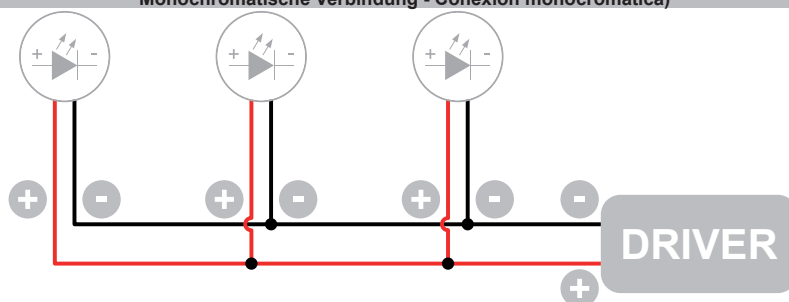 Monochromatische Verbindung - Conexión monocromática)
+ - + - + -
+ - + - + - -
DRIVER
+